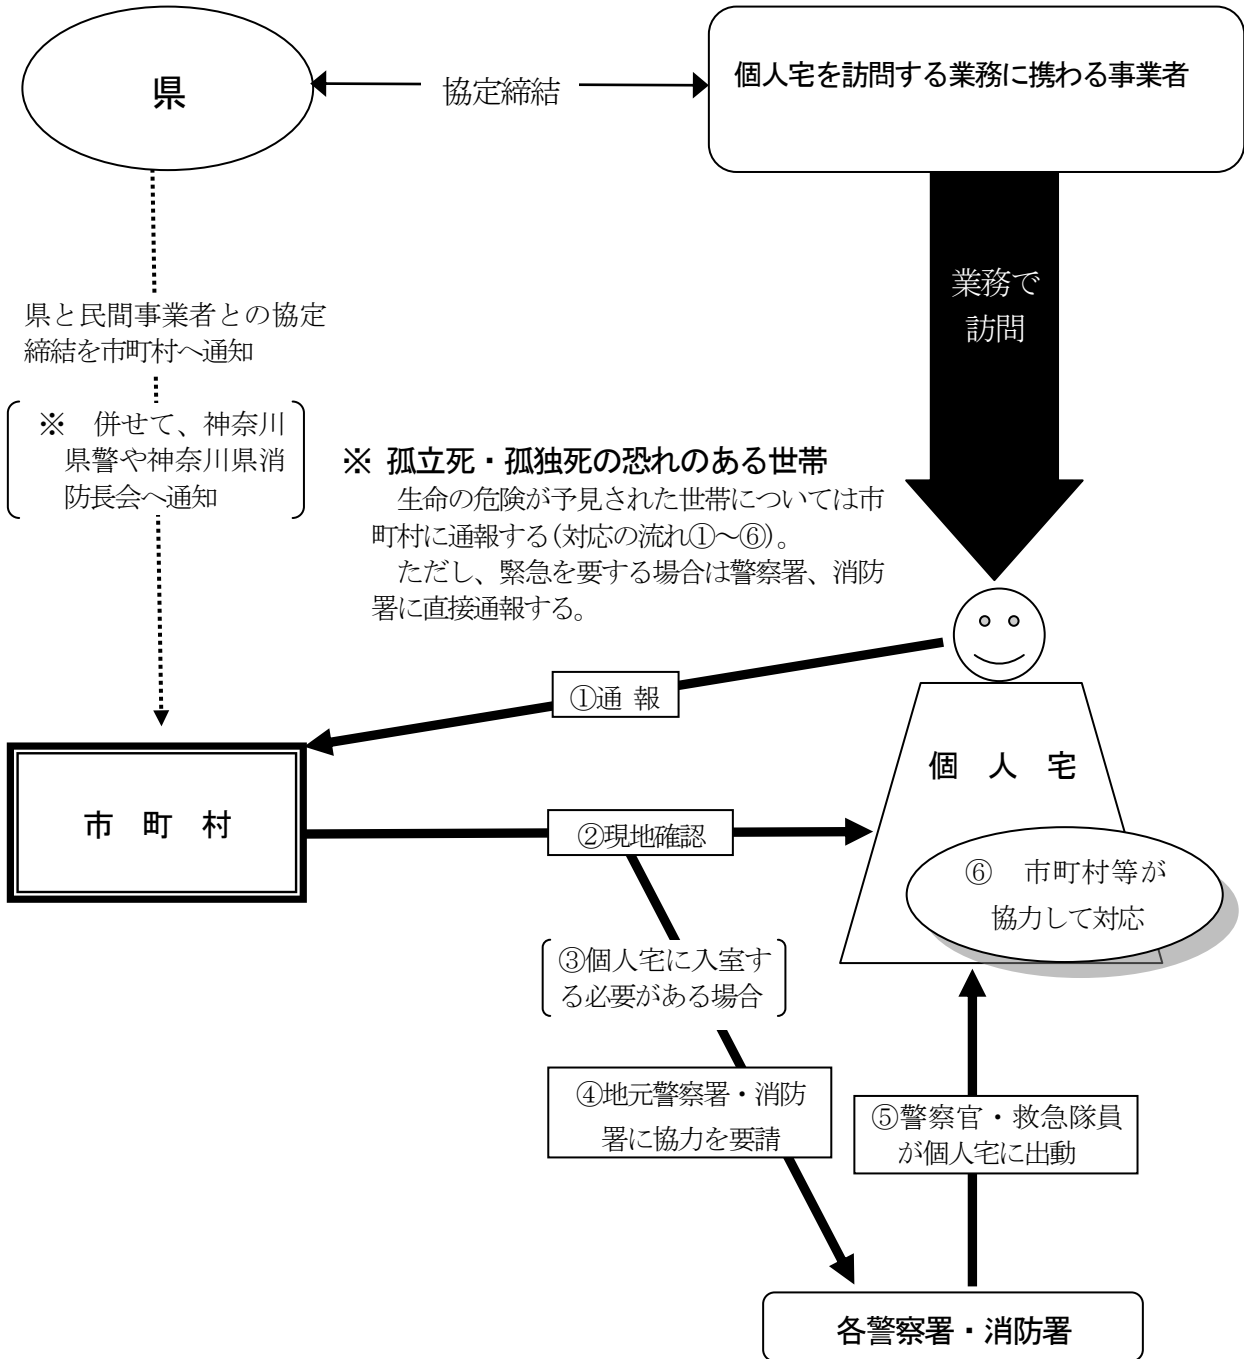 県
協定締結
個人宅を訪問する業務に携わる事業者
業務で
訪問
県と民間事業者との協定
締結を市町村へ通知
※　併せて、神奈川
県警や神奈川県消
防長会へ通知
※ 孤立死・孤独死の恐れのある世帯
生命の危険が予見された世帯については市
町村に通報する(対応の流れ①～⑥)。
ただし、緊急を要する場合は警察署、消防
署に直接通報する。
①通 報
市　町　村
②現地確認
個　人　宅
⑥　市町村等が
協力して対応
③個人宅に入室す
る必要がある場合
④地元警察署・消防
署に協力を要請
⑤警察官・救急隊員
が個人宅に出動
各警察署・消防署